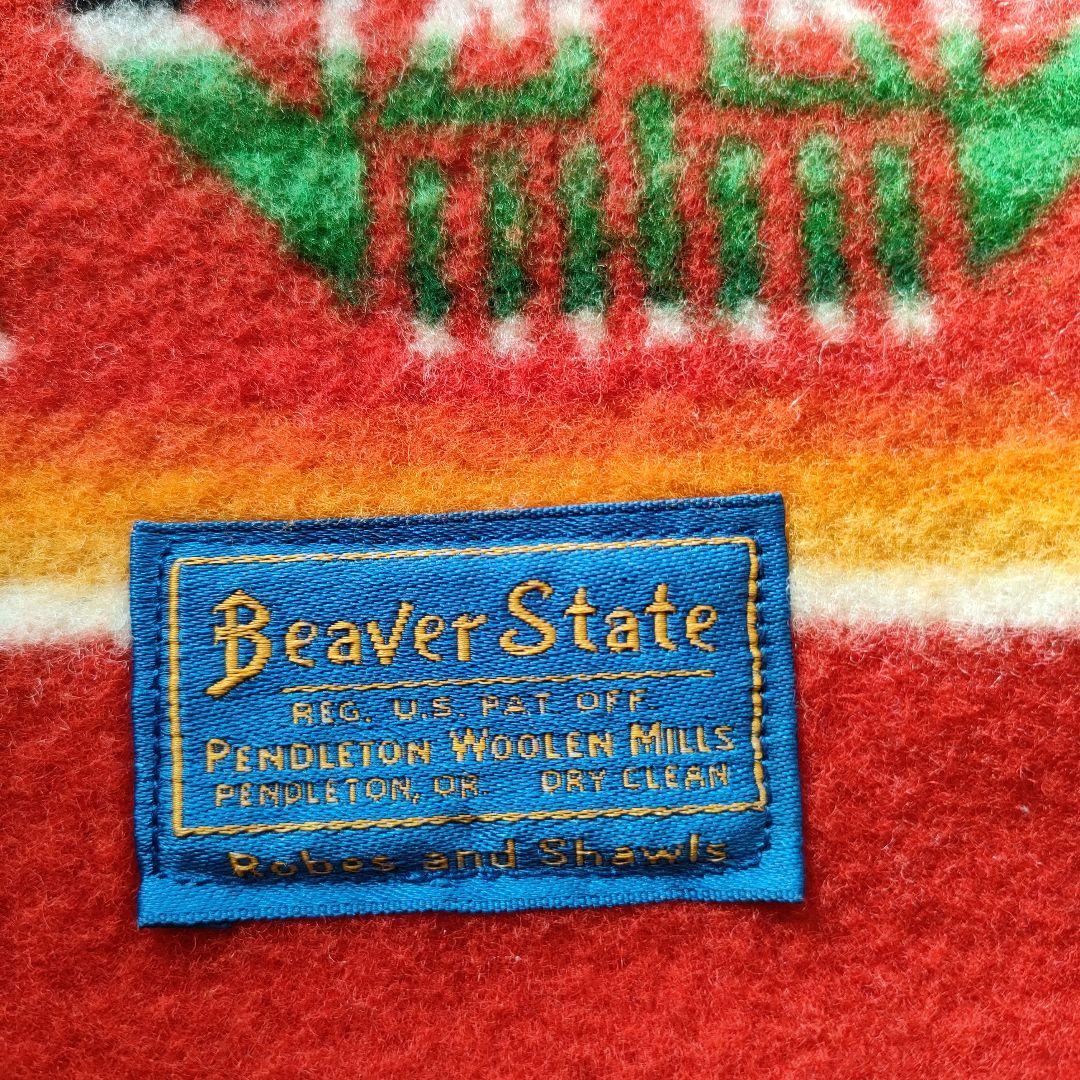 Beaver State
REG. U.S. PAT OFF.
PENDLETON WOOLEN MILLS
PENDLETON, OR. DRY CLEAN
Robes and Shawls